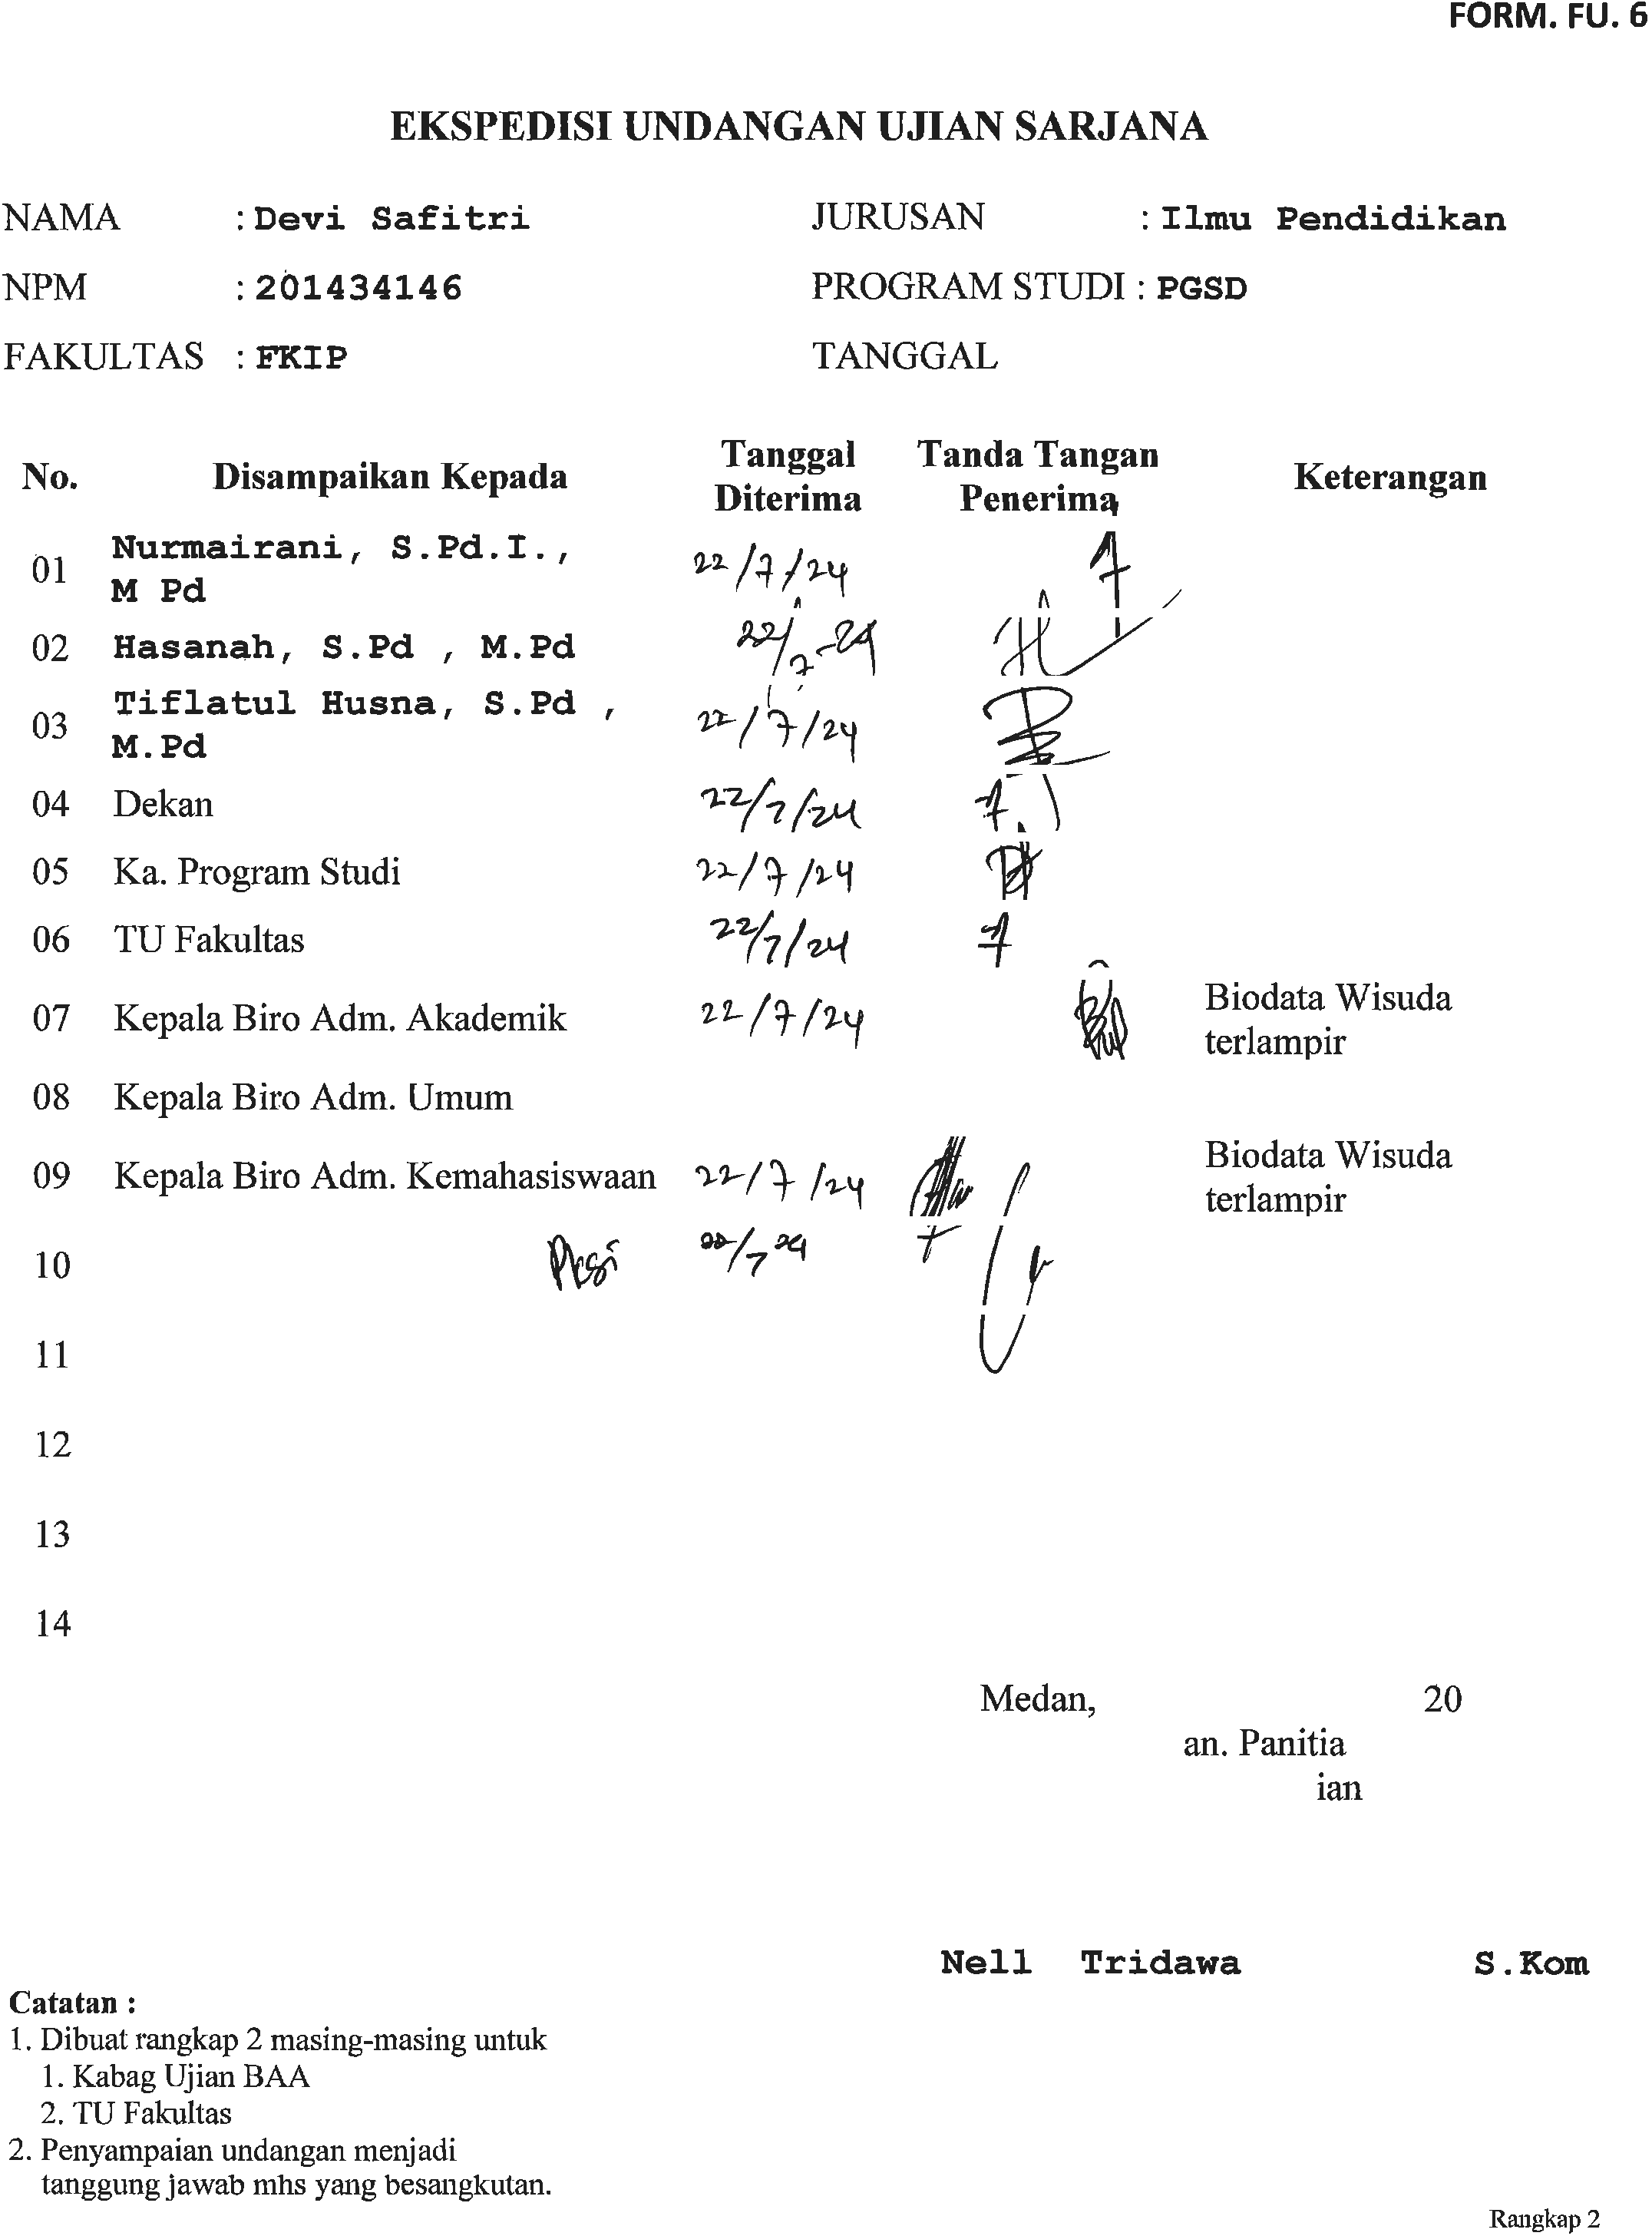 FORM. FU. 6
EKSPEDISI UNDANGAN UJIAN SARJANA
NAMA : Devi Safitri JURUSAN : Ilmu Pendidikan
NPM : 201434146 PROGRAM STUDI : PGSD
FAKULTAS : FKIP TANGGAL
No. Disampaikan Kepada Tanggal Diterima Tanda Tangan Penerima Keterangan
01 Nurmairani, S.Pd.I., 22/7/24
M Pd
02 Hasanah, S.Pd , M.Pd 22/7-24
03 Tiflatul Husna, S.Pd , 22/7/24
M.Pd
04 Dekan 22/7/24
05 Ka. Program Studi 22/7/24
06 TU Fakultas 22/7/24
07 Kepala Biro Adm. Akademik 22/7/24 Biodata Wisuda
terlampir
08 Kepala Biro Adm. Umum
09 Kepala Biro Adm. Kemahasiswaan 22/7/24 Biodata Wisuda
terlampir
10 22/7 24
11
12
13
14
Medan, 20
an. Panitia
ian
Nell Tridawa S.Kom
Catatan :
1. Dibuat rangkap 2 masing-masing untuk
1. Kabag Ujian BAA
2. TU Fakultas
2. Penyampaian undangan menjadi
tanggung jawab mhs yang besangkutan.
Rangkap 2